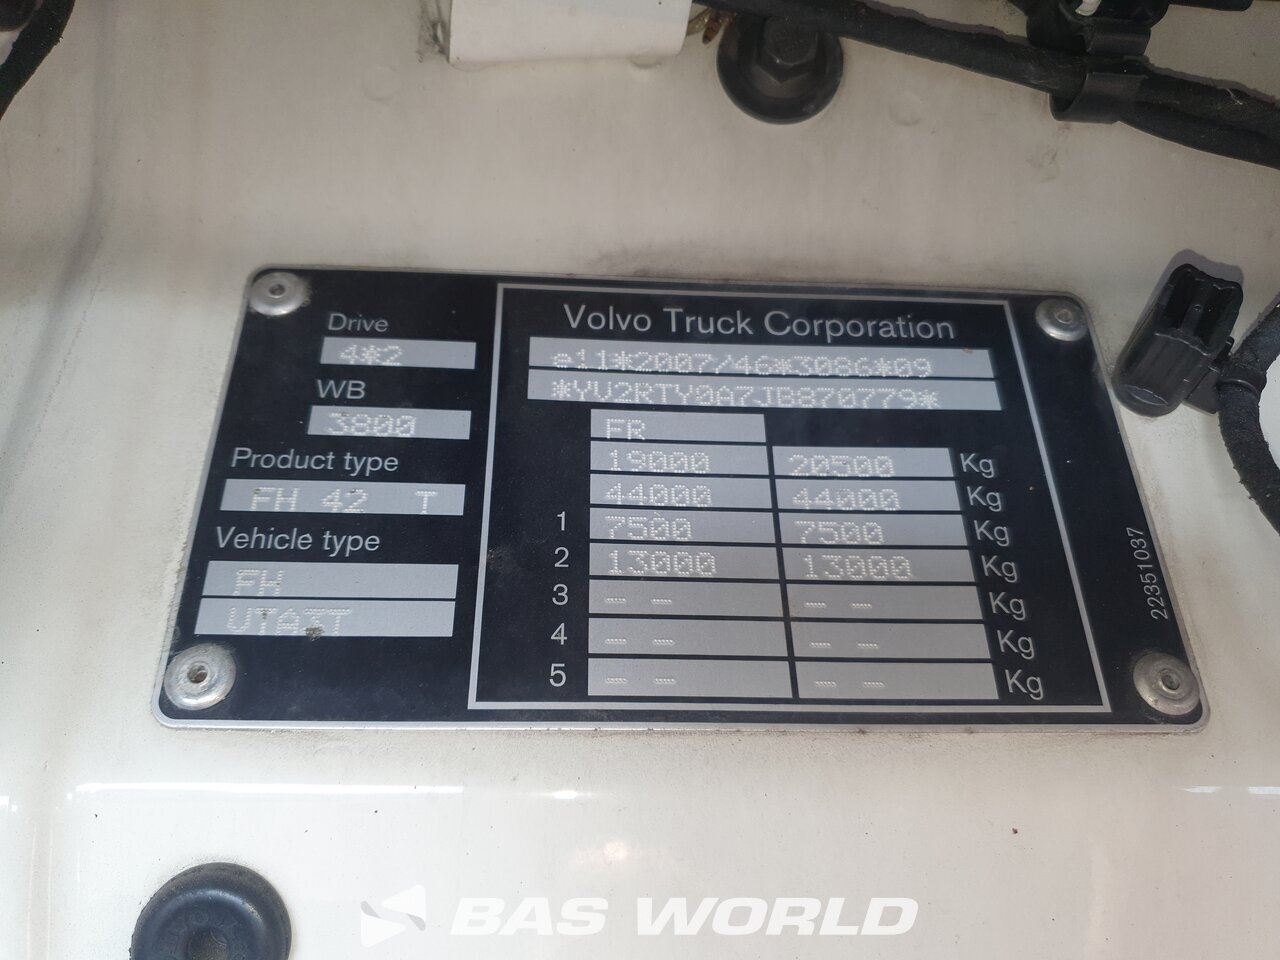 Drive
4*2
WB
3800
Product type
FH 42 T
Vehicle type
FH
UTA3T
Volvo Truck Corporation
e11*2007/46*3086*09
*YV2RTY0A7JB870779*
FR
19000 20500 Kg
44000 44000 Kg
1 7500 7500 Kg
2 13000 13000 Kg
3 -- -- Kg
4 -- -- Kg
5 -- -- Kg
22351037
BAS WORLD